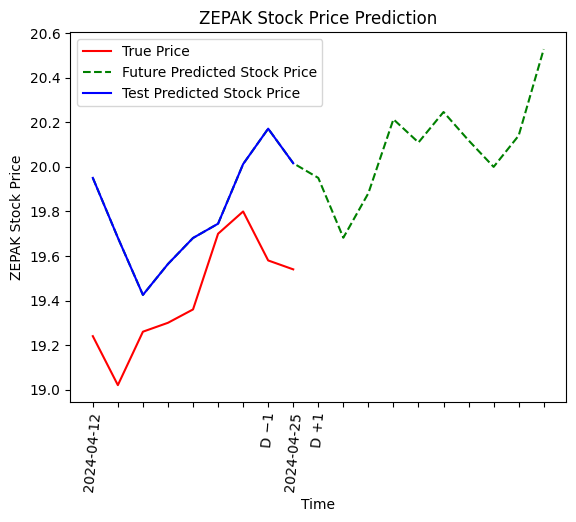 ZEPAK Stock Price Prediction
20.6
20.4
20.2
20.0
19.8
19.6
19.4
19.2
19.0
ZEPAK Stock Price
True Price
Future Predicted Stock Price
Test Predicted Stock Price
2024-04-12
D −1
2024-04-25
D +1
Time